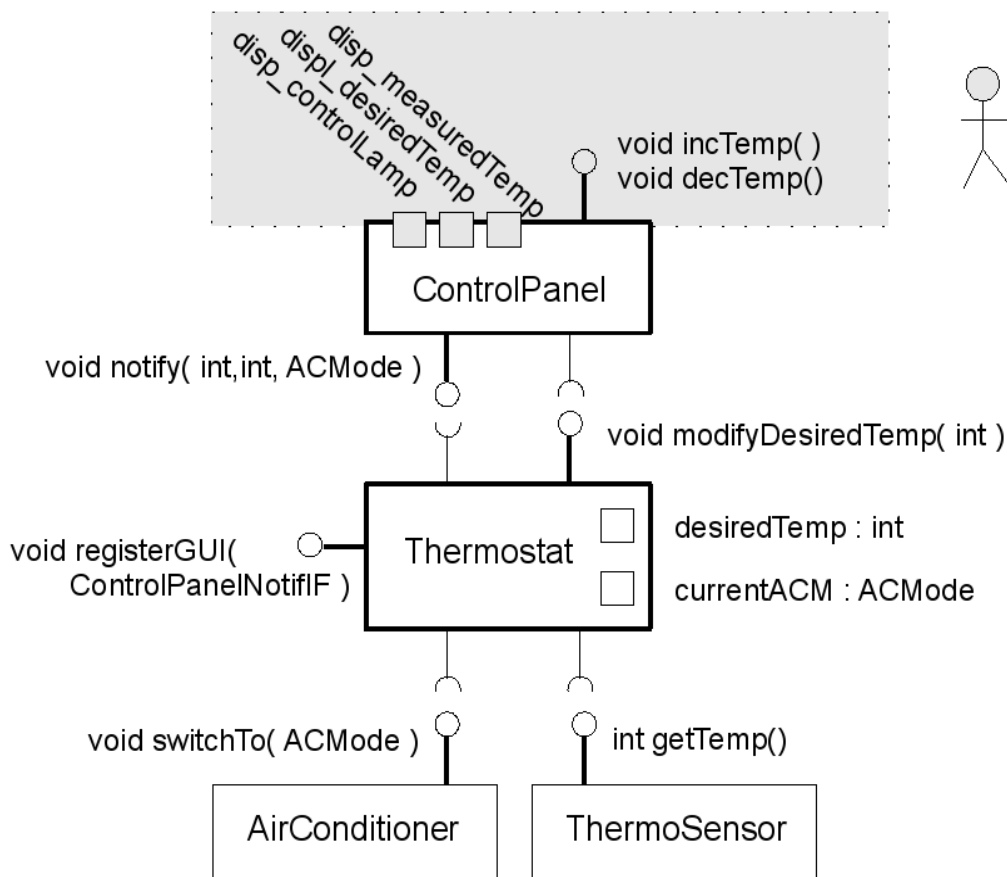 disp_measuredTemp
displ_desiredTemp
disp_controlLamp
void incTemp( )
void decTemp()
ControlPanel
void notify( int,int, ACMode )
void modifyDesiredTemp( int )
void registerGUI(
ControlPanelNotifIF )
Thermostat
desiredTemp : int
currentACM : ACMode
void switchTo( ACMode )
int getTemp()
AirConditioner
ThermoSensor